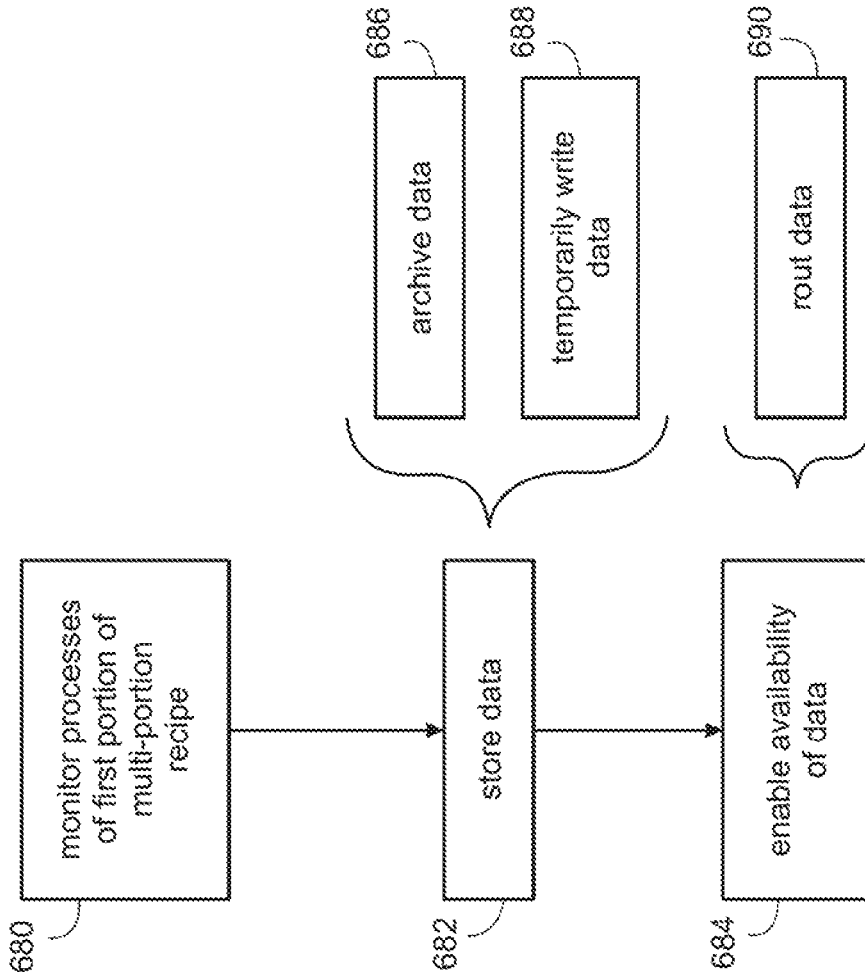 680
monitor processes
of first portion of
multi-portion
recipe
682
store data
686
archive data
688
temporarily write
data
684
enable availability
of data
690
rout data